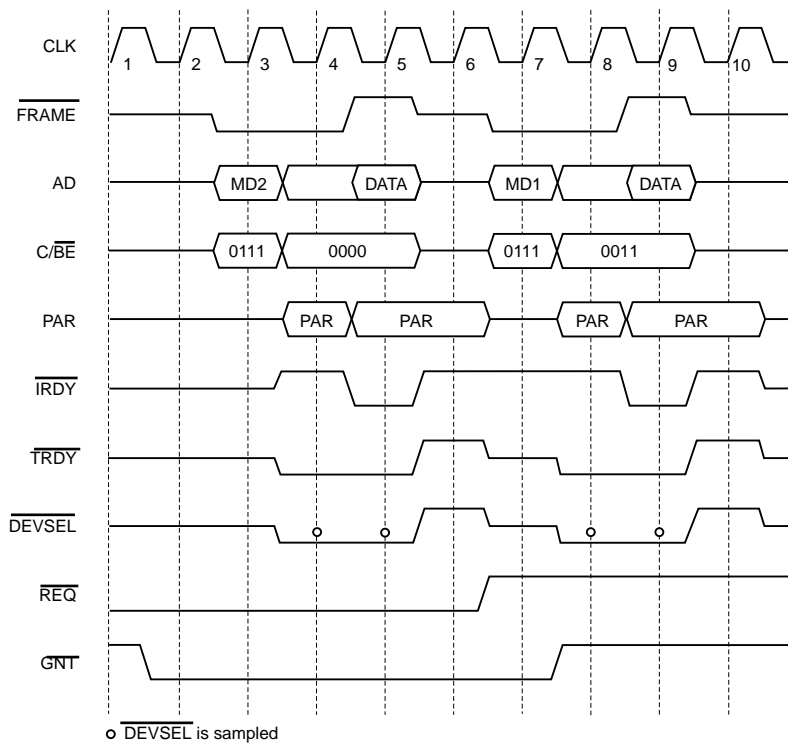 CLK
1 2 3 4 5 6 7 8 9 10
FRAME
AD
MD2 DATA MD1 DATA
C/BE
0111 0000 0111 0011
PAR
PAR PAR PAR PAR
IRDY
TRDY
DEVSEL
REQ
GNT
DEVSEL is sampled